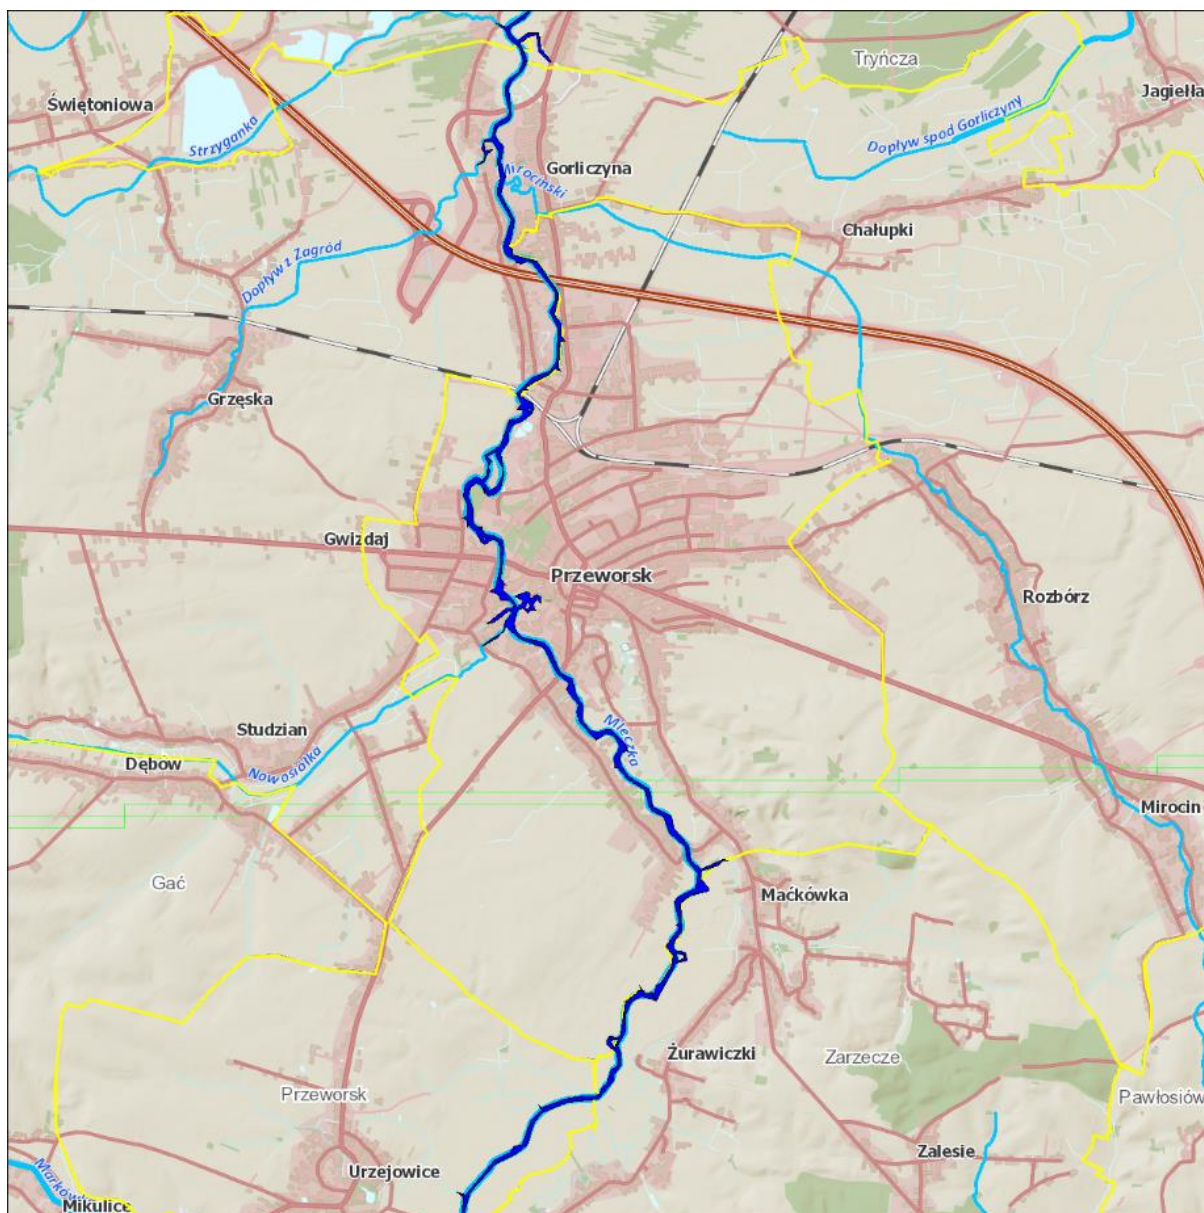 Tryńcza
Jagiełła
Świętoniowa
Strzyganka
Dopływ spod Gorliczyny
Mirociński
Gorliczyna
Chałupki
Dopływ z Zagród
Grzęska
Gwizdaj
Przeworsk
Rozbórz
Studzian
Mleczka
Dębów
Nowosiółka
Mirocin
Gać
Maćkówka
Żurawiczki
Zarzecze
Przeworsk
Pawłosiów
Zalesie
Urzejowice
Mikulice